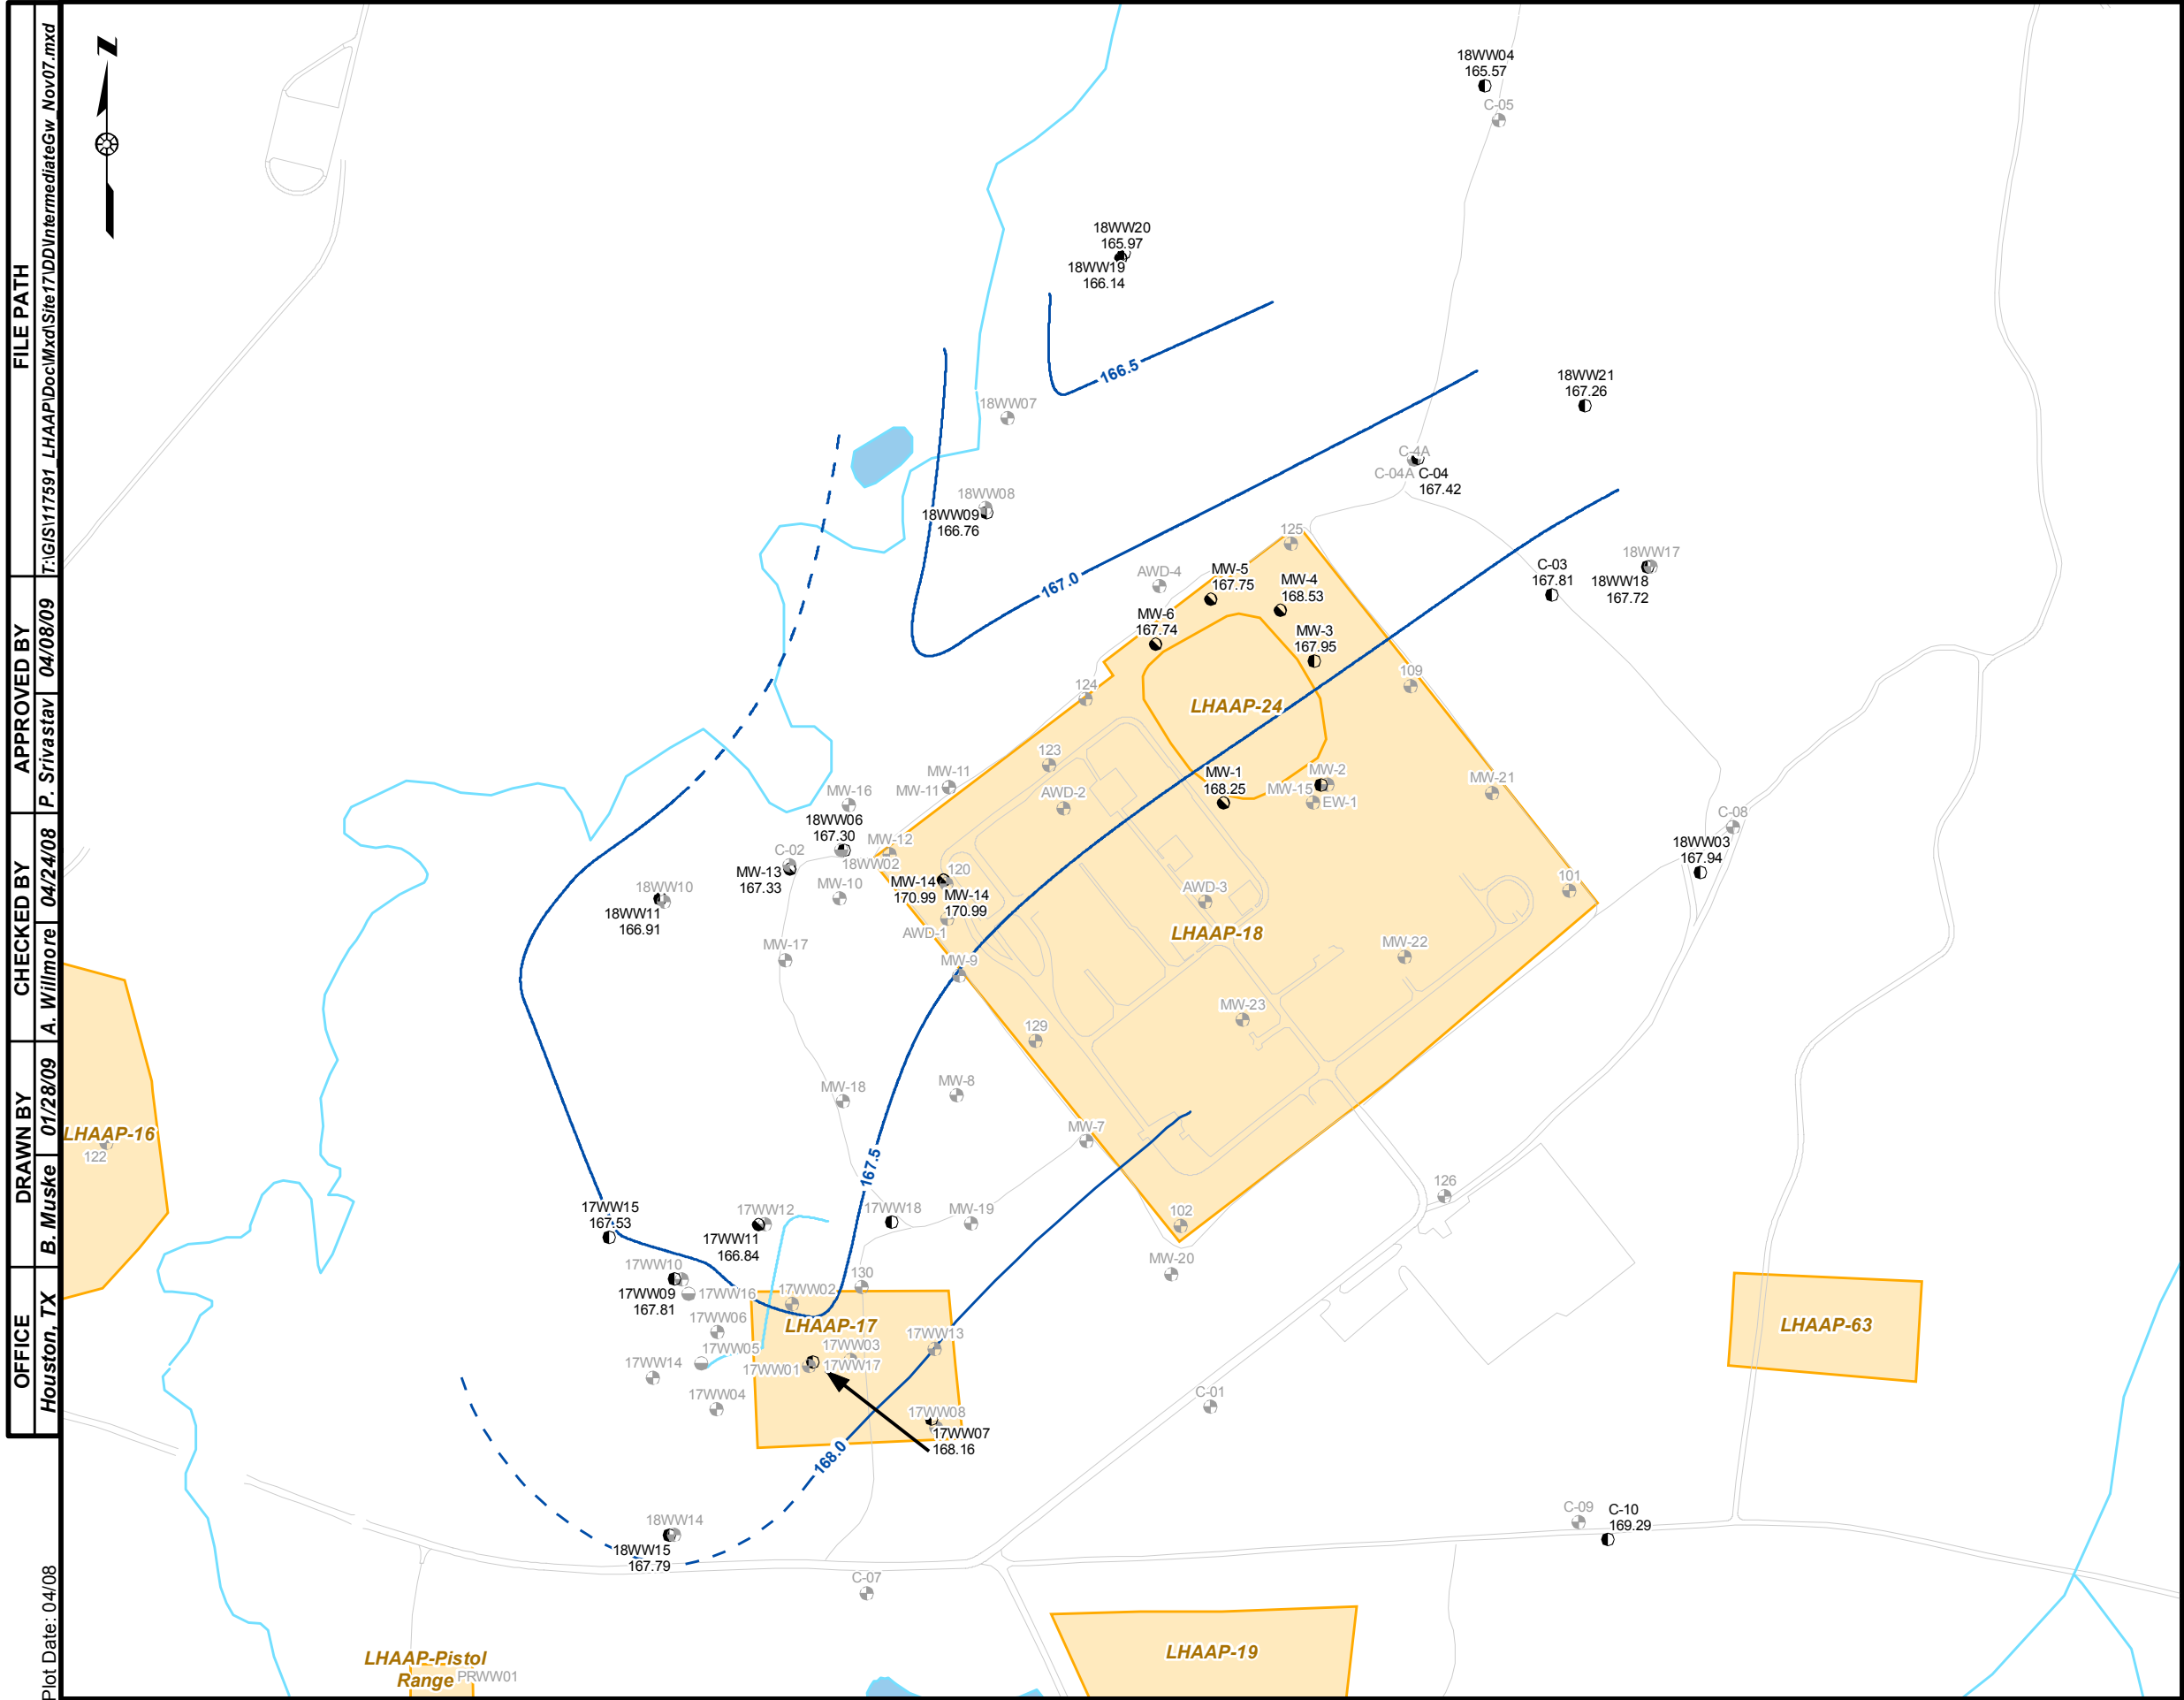 FILE PATH
T:\GIS\117591_LHAAP\Doc\Mxd\Site17\DD\IntermediateGw_Nov07.mxd
APPROVED BY
P. Srivastav 04/08/09
CHECKED BY
A. Willmore 04/24/08
DRAWN BY
B. Muske 01/28/09
OFFICE
Houston, TX
Plot Date: 04/08
N
18WW04
165.57
C-05
18WW20
165.97
18WW19
166.14
166.5
18WW21
167.26
18WW07
C-4A
C-04A C-04
167.42
18WW08
18WW09
166.76
125
C-03
167.81
18WW17
18WW18
167.72
167.0
AWD-4
MW-5
167.75
MW-4
168.53
MW-6
167.74
MW-3
167.95
109
124
LHAAP-24
123
MW-11
MW-11
MW-16
AWD-2
MW-1
168.25
MW-2
MW-15
EW-1
MW-21
C-08
18WW06
167.30
MW-12
C-02
18WW02
18WW03
167.94
MW-13
167.33
120
MW-10
MW-14
170.99
MW-14
170.99
AWD-3
101
18WW10
18WW11
166.91
AWD-1
LHAAP-18
MW-17
MW-9
MW-22
MW-23
129
MW-18
MW-8
LHAAP-16
122
MW-7
167.5
126
17WW15
167.53
17WW12
17WW11
166.84
17WW18
MW-19
102
MW-20
17WW10
17WW09
167.81
17WW16
17WW02
130
LHAAP-63
LHAAP-17
17WW06
17WW13
17WW05
17WW03
17WW14
17WW01
17WW17
17WW04
C-01
17WW08
17WW07
168.16
168.0
C-09
C-10
169.29
18WW14
18WW15
167.79
C-07
LHAAP-Pistol
Range
PRWW01
LHAAP-19